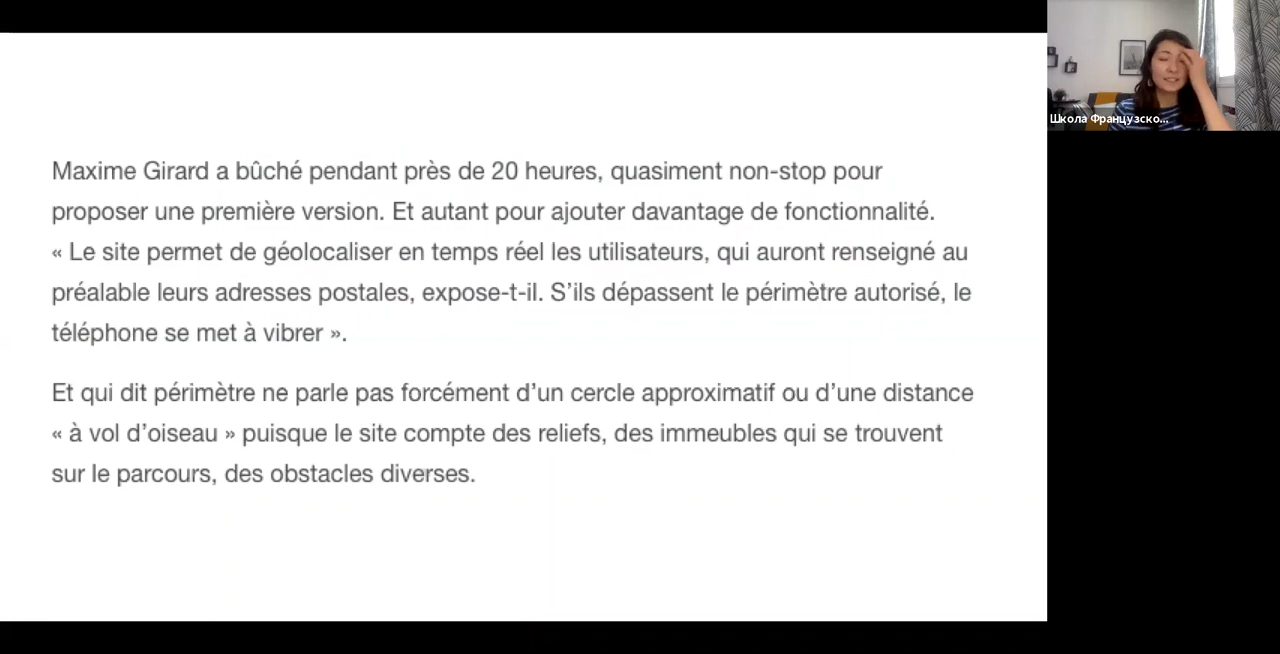 Школа Французско...
Maxime Girard a bûché pendant près de 20 heures, quasiment non-stop pour
proposer une première version. Et autant pour ajouter davantage de fonctionnalité.
« Le site permet de géolocaliser en temps réel les utilisateurs, qui auront renseigné au
préalable leurs adresses postales, expose-t-il. S’ils dépassent le périmètre autorisé, le
téléphone se met à vibrer ».
Et qui dit périmètre ne parle pas forcément d’un cercle approximatif ou d’une distance
« à vol d’oiseau » puisque le site compte des reliefs, des immeubles qui se trouvent
sur le parcours, des obstacles diverses.